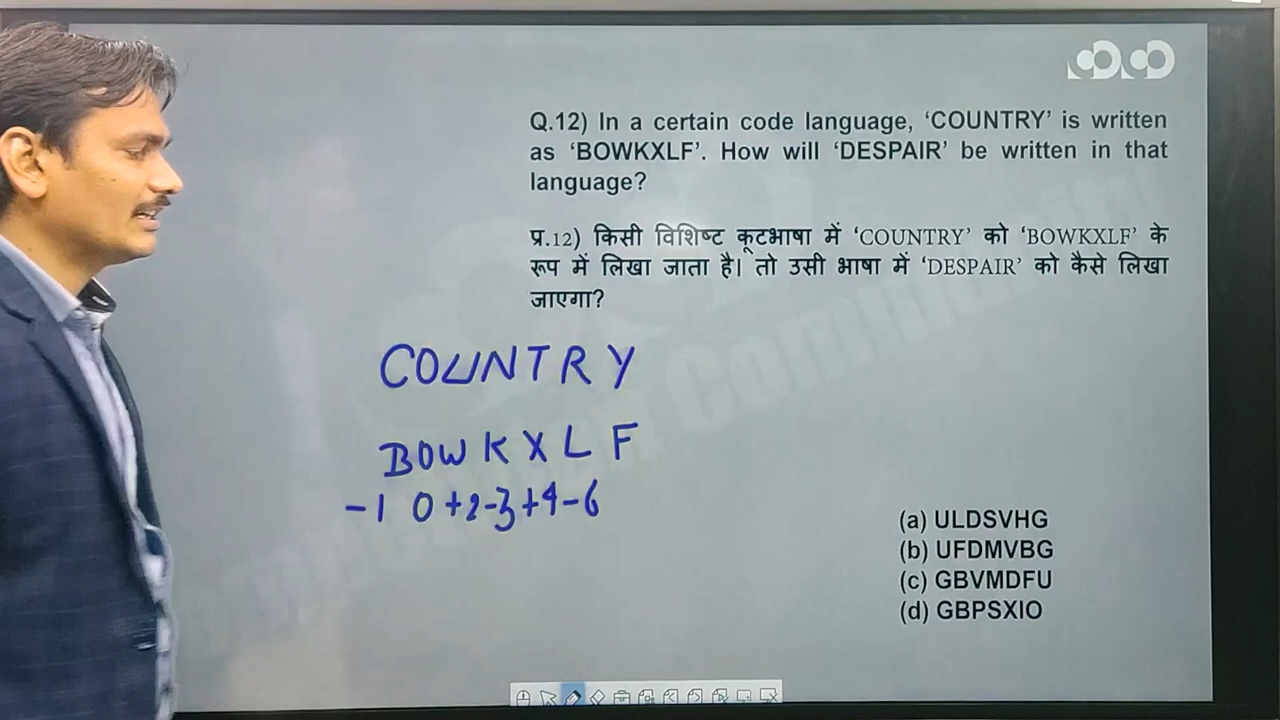 Q.12) In a certain code language, ‘COUNTRY’ is written
as ‘BOWKXLF’. How will ‘DESPAIR’ be written in that
language?
प्र.12) किसी विशिष्ट कूटभाषा में ‘COUNTRY’ को ‘BOWKXLF’ के
रूप में लिखा जाता है। तो उसी भाषा में ‘DESPAIR’ को कैसे लिखा
जाएगा?
COUNTRY
BOWKXLF
-1 0 +2 -3 +4 -6
(a) ULDSVHG
(b) UFDMVBG
(c) GBVMDFU
(d) GBPSXIO